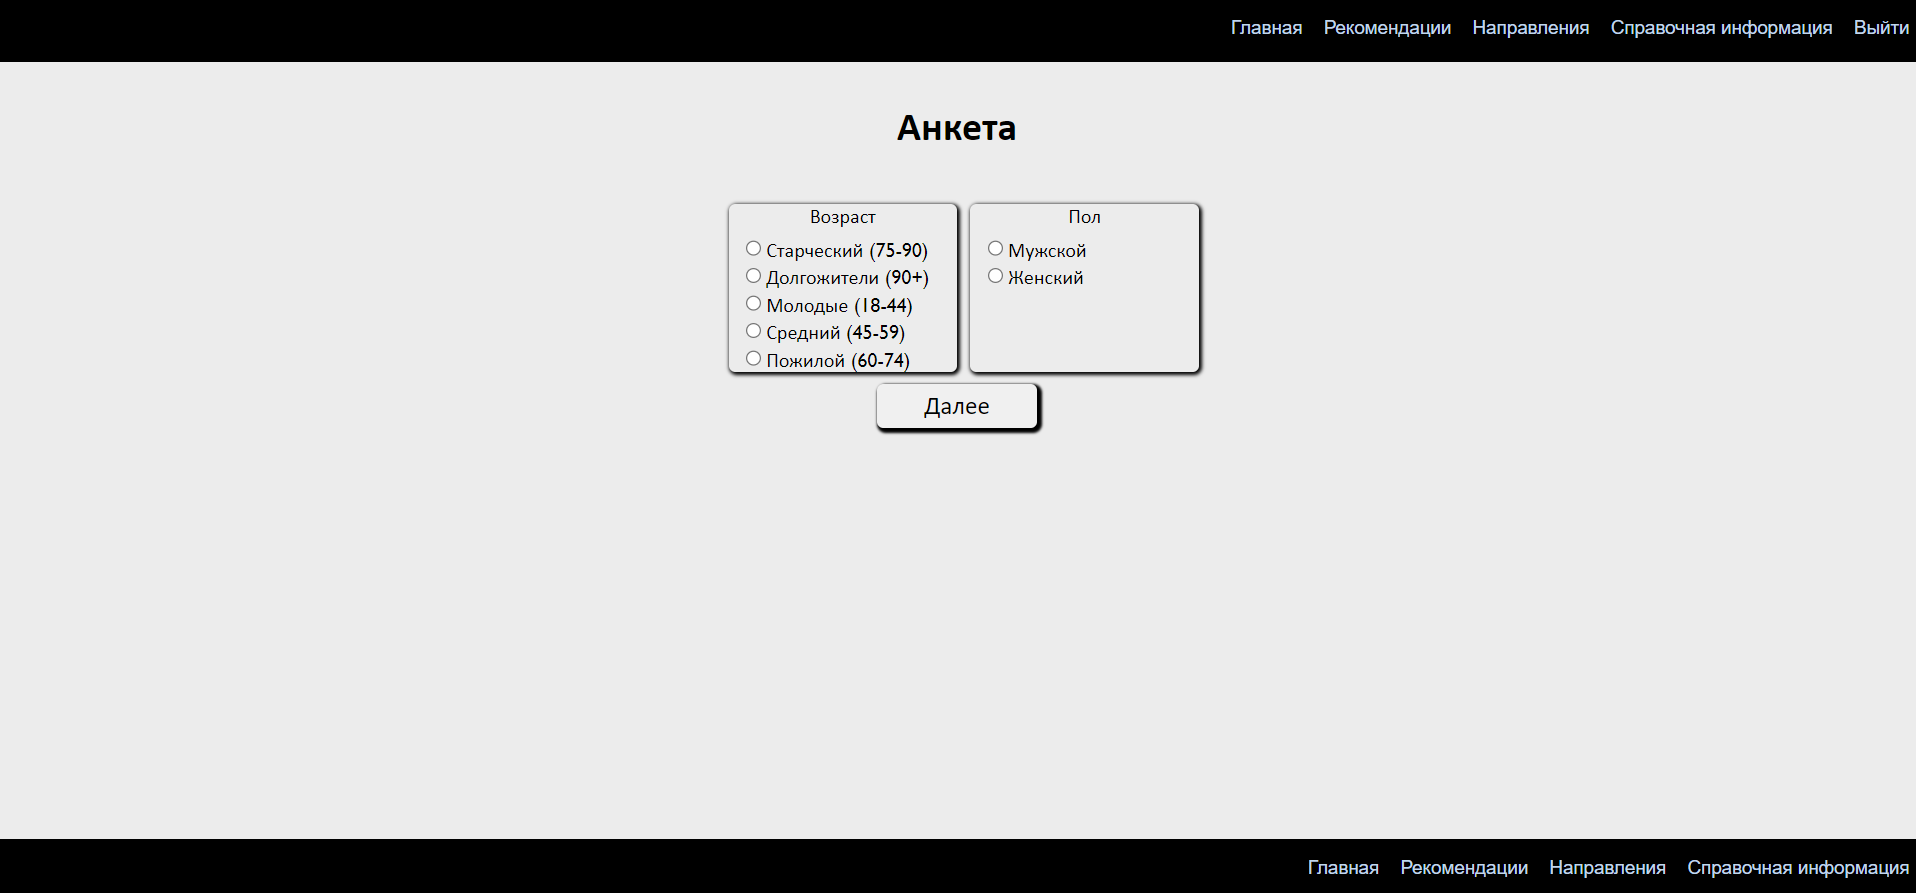 Главная Рекомендации Направления Справочная информация Выйти
Анкета
Возраст
Старческий (75-90)
Долгожители (90+)
Молодые (18-44)
Средний (45-59)
Пожилой (60-74)
Пол
Мужской
Женский
Далее
Главная Рекомендации Направления Справочная информация